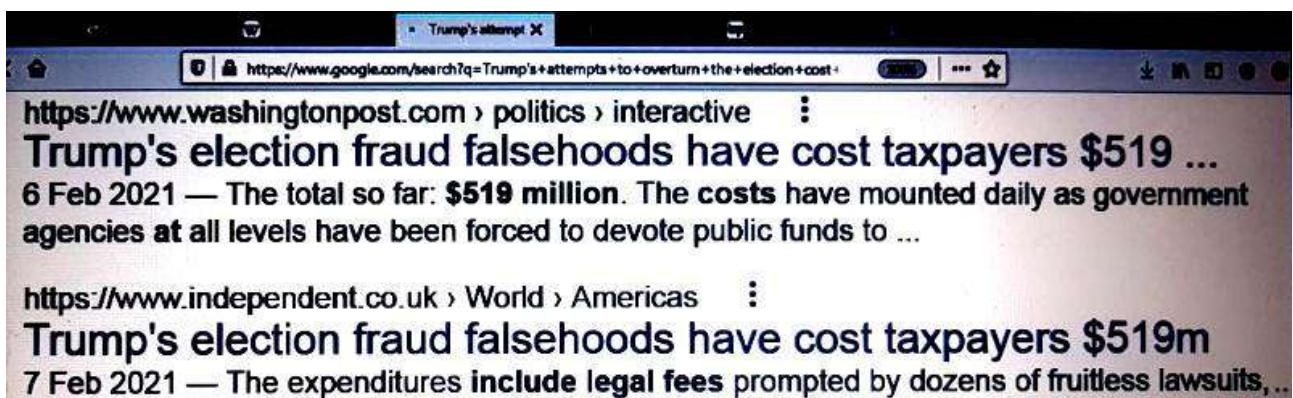 Trump's attempt X
https://www.google.com/search?q=Trump's+attempts+to+overturn+the+election+cost+
https://www.washingtonpost.com › politics › interactive
Trump's election fraud falsehoods have cost taxpayers $519 ...
6 Feb 2021 — The total so far: $519 million. The costs have mounted daily as government
agencies at all levels have been forced to devote public funds to ...
https://www.independent.co.uk › World › Americas
Trump's election fraud falsehoods have cost taxpayers $519m
7 Feb 2021 — The expenditures include legal fees prompted by dozens of fruitless lawsuits, ..